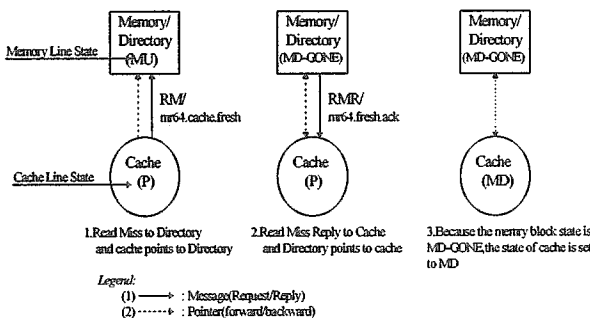 Memory/
Directory
(MU)
Memory/
Directory
(MD-GONE)
Memory/
Directory
(MD-GONE)
Memory Line State
RM/
mr64.cache.fresh
RMR/
mr64.fresh.ack
Cache
(P)
Cache
(P)
Cache
(MD)
Cache Line State
1.Read Miss to Directory
and cache points to Directory
2.Read Miss Reply to Cache
and Directory points to cache
3.Because the memry block state is
MD-GONE,the state of cache is set
to MD
Legend:
(1) : Message(Request/Reply)
(2) : Pointer(forward/backward)